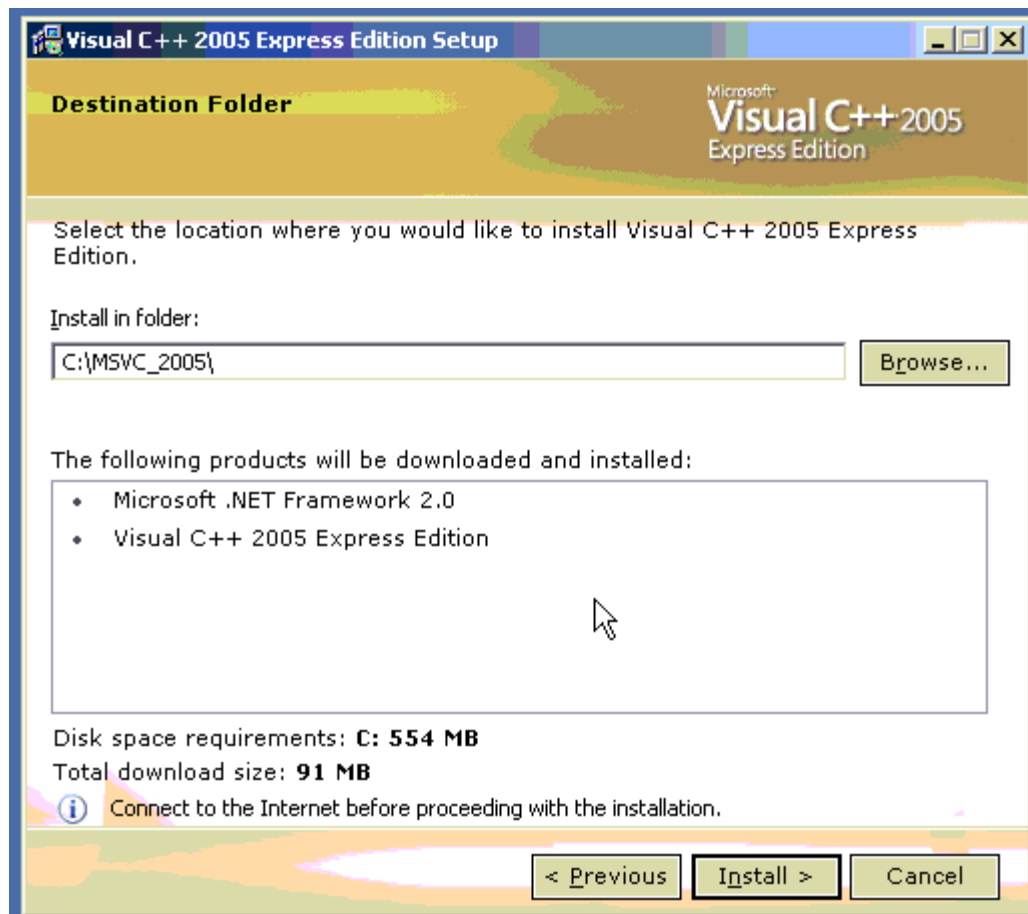 Visual C++ 2005 Express Edition Setup
Destination Folder
Microsoft
Visual C++ 2005
Express Edition
Select the location where you would like to install Visual C++ 2005 Express
Edition.
Install in folder:
C:\MSVC_2005\
Browse...
The following products will be downloaded and installed:
• Microsoft .NET Framework 2.0
• Visual C++ 2005 Express Edition
Disk space requirements: C: 554 MB
Total download size: 91 MB
Connect to the Internet before proceeding with the installation.
< Previous Install > Cancel